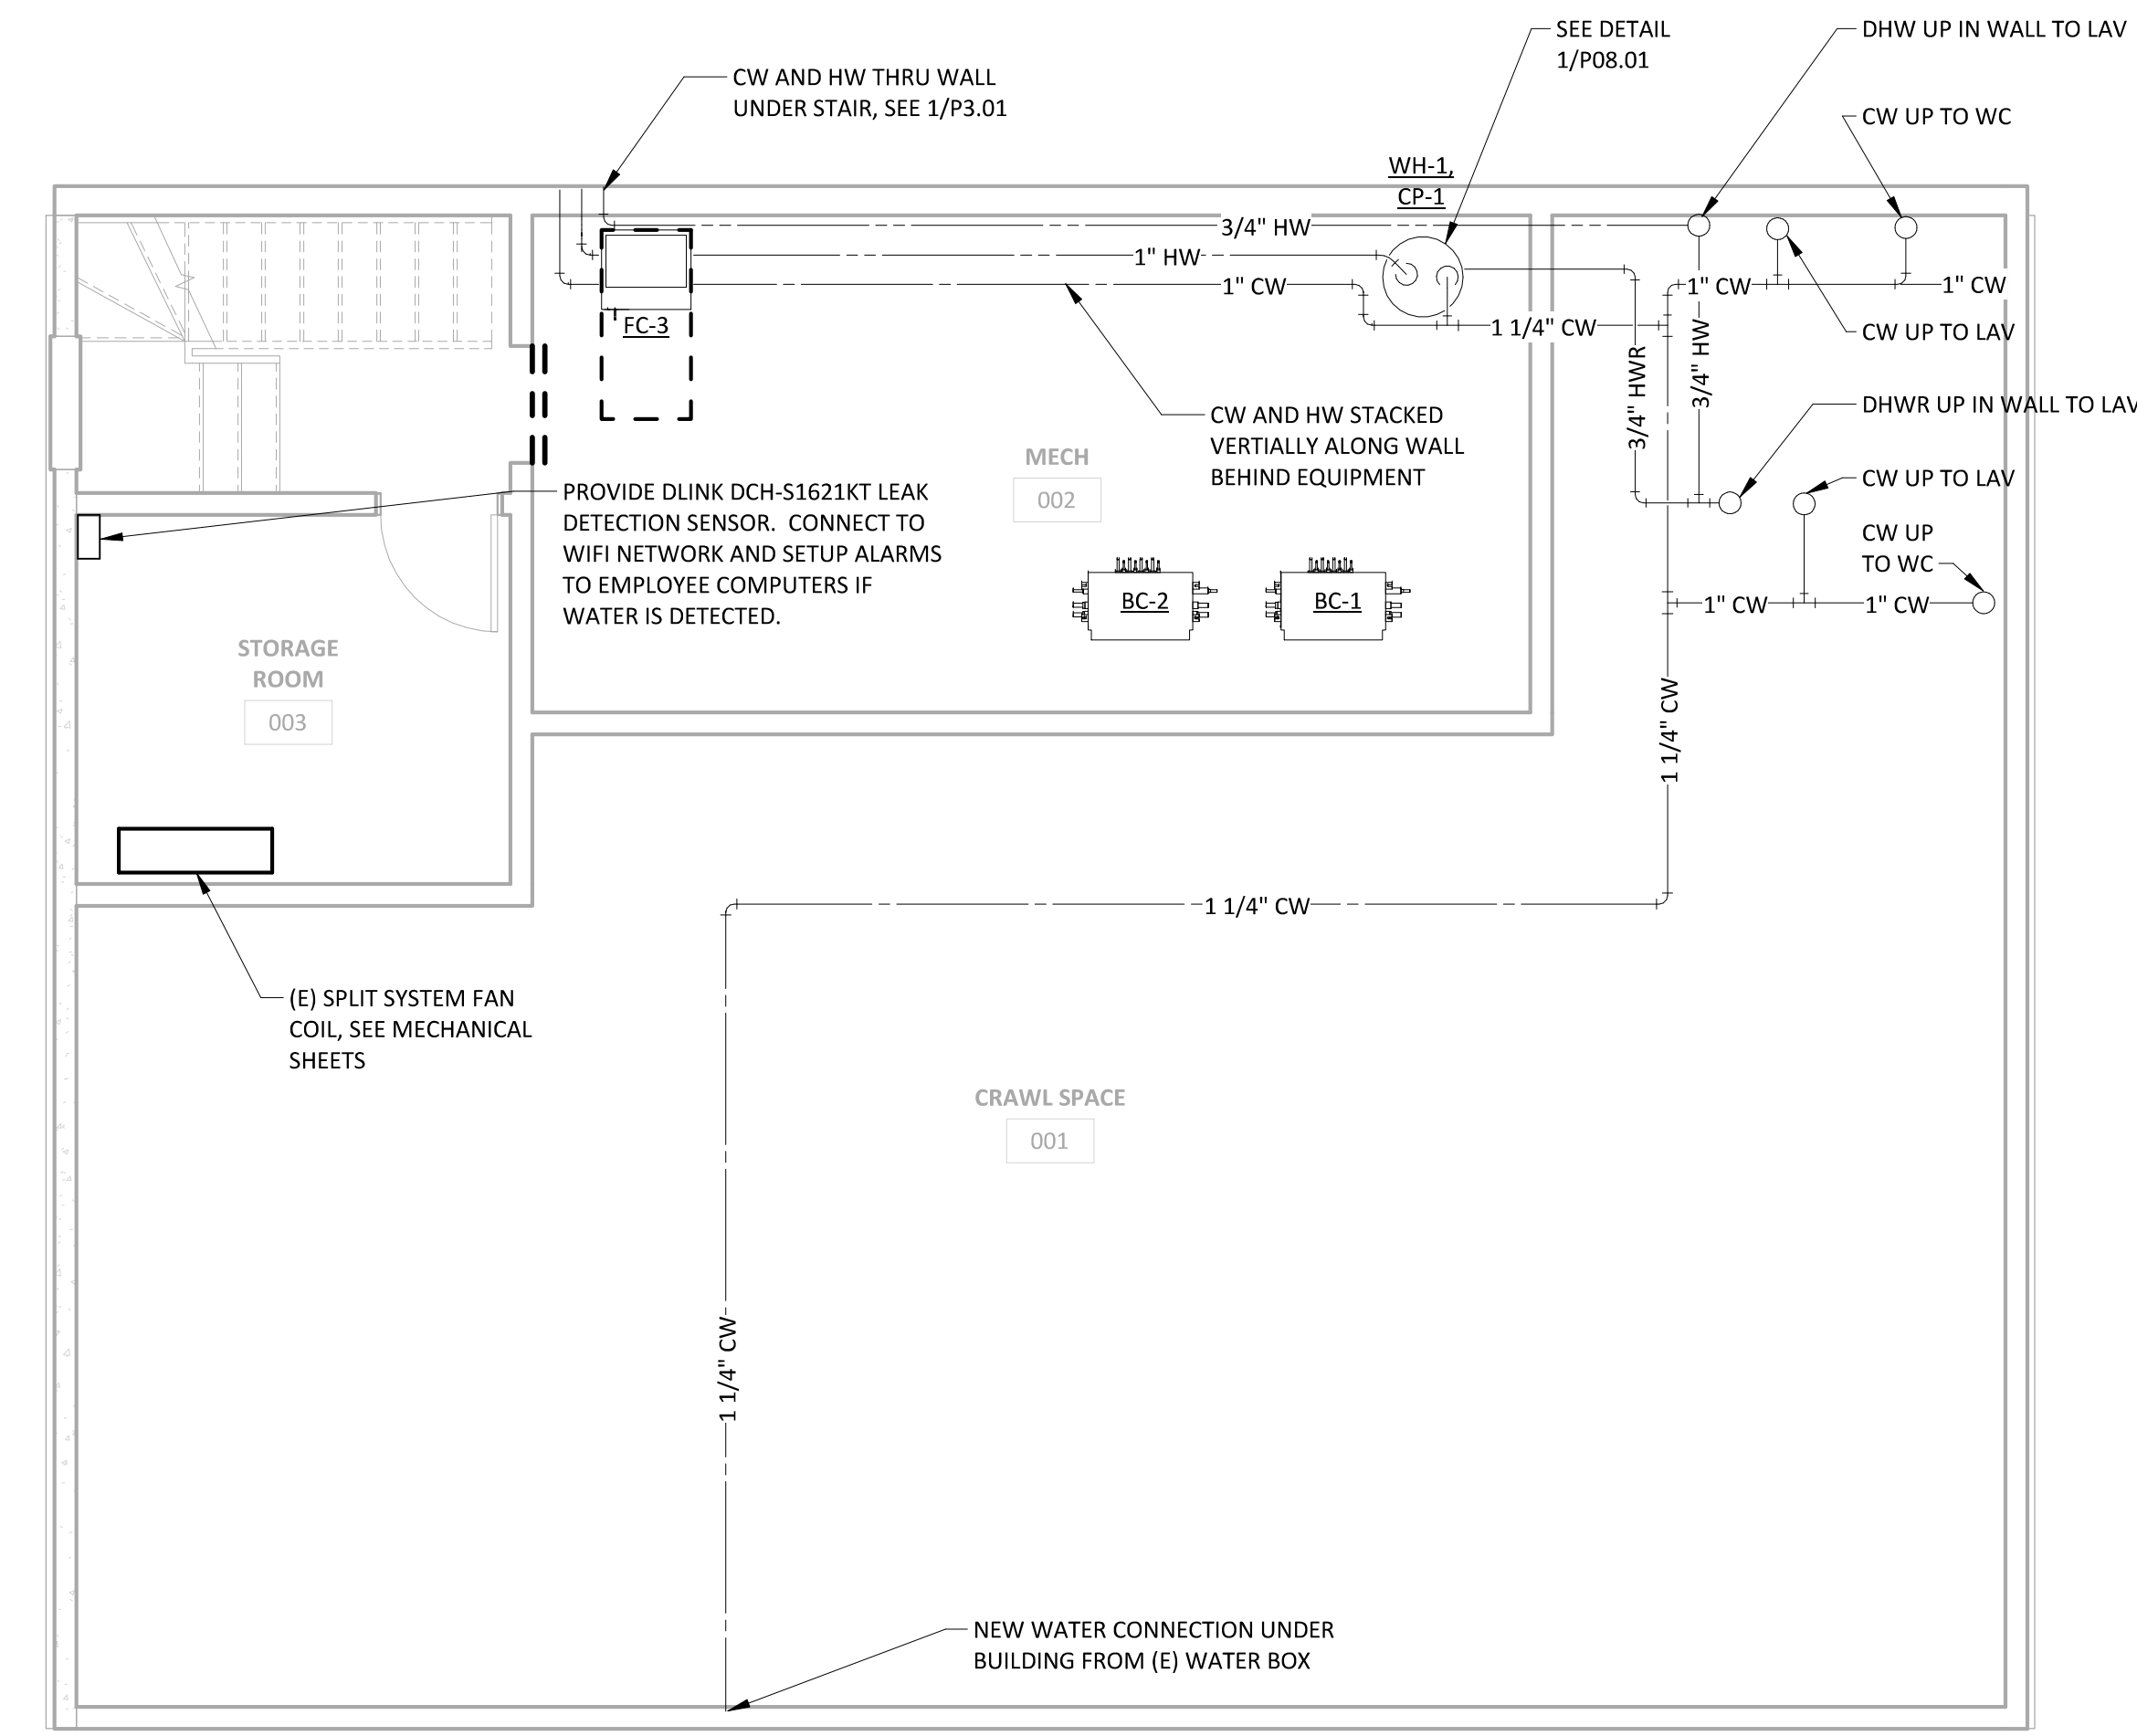 SEE DETAIL
1/P08.01
DHW UP IN WALL TO LAV
CW AND HW THRU WALL
UNDER STAIR, SEE 1/P3.01
CW UP TO WC
WH-1,
CP-1
3/4" HW
1" HW
1" CW
1" CW
1" CW
FC-3
1 1/4" CW
CW UP TO LAV
3/4" HWR
3/4" HW
DHWR UP IN WALL TO LAV
CW AND HW STACKED
VERTIALLY ALONG WALL
BEHIND EQUIPMENT
MECH
002
CW UP TO LAV
PROVIDE DLINK DCH-S1621KT LEAK
DETECTION SENSOR.  CONNECT TO
WIFI NETWORK AND SETUP ALARMS
TO EMPLOYEE COMPUTERS IF
WATER IS DETECTED.
CW UP
TO WC
BC-2
BC-1
1" CW
1" CW
STORAGE
ROOM
003
1 1/4" CW
1 1/4" CW
(E) SPLIT SYSTEM FAN
COIL, SEE MECHANICAL
SHEETS
CRAWL SPACE
001
1 1/4" CW
NEW WATER CONNECTION UNDER
BUILDING FROM (E) WATER BOX